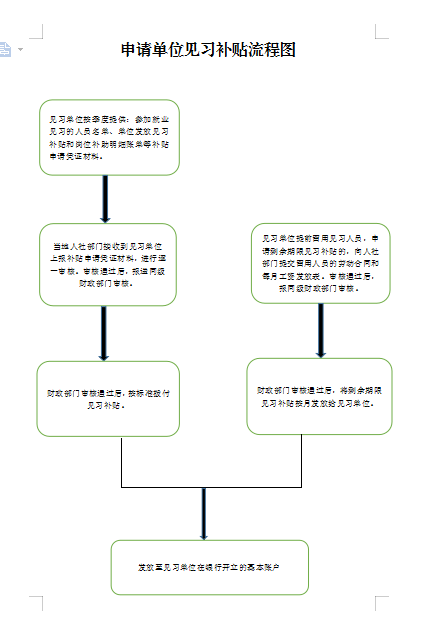 申请单位见习补贴流程图
见习单位按季度提供：参加就业
见习的人员名单、单位发放见习
补贴和岗位补助明细账单等补贴
申请凭证材料。
当地人社部门接收到见习单位
上报补贴申请凭证材料，进行逐
一审核。审核通过后，报送同级
财政部门审核。
财政部门审核通过后，按标准拨付
见习补贴。
见习单位提前留用见习人员，申
请剩余期限见习补贴的，向人社
部门提交留用人员的劳动合同和
每月工资发放表。审核通过后，
报同级财政部门审核。
财政部门审核通过后，将剩余期限
见习补贴按月发放给见习单位。
发放至见习单位在银行开立的基本账户